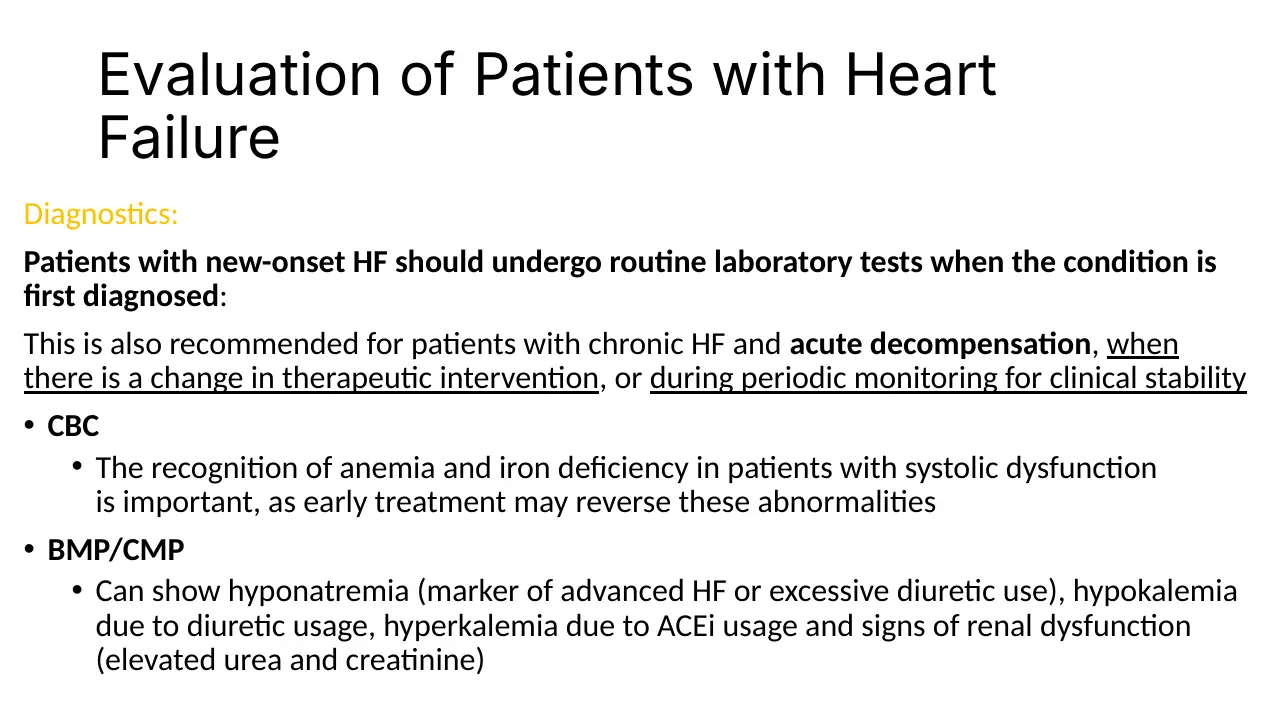 Evaluation of Patients with Heart
Failure
Diagnostics:
Patients with new-onset HF should undergo routine laboratory tests when the condition is
first diagnosed:
This is also recommended for patients with chronic HF and acute decompensation, when
there is a change in therapeutic intervention, or during periodic monitoring for clinical stability
• CBC
• The recognition of anemia and iron deficiency in patients with systolic dysfunction
is important, as early treatment may reverse these abnormalities
• BMP/CMP
• Can show hyponatremia (marker of advanced HF or excessive diuretic use), hypokalemia
due to diuretic usage, hyperkalemia due to ACEi usage and signs of renal dysfunction
(elevated urea and creatinine)